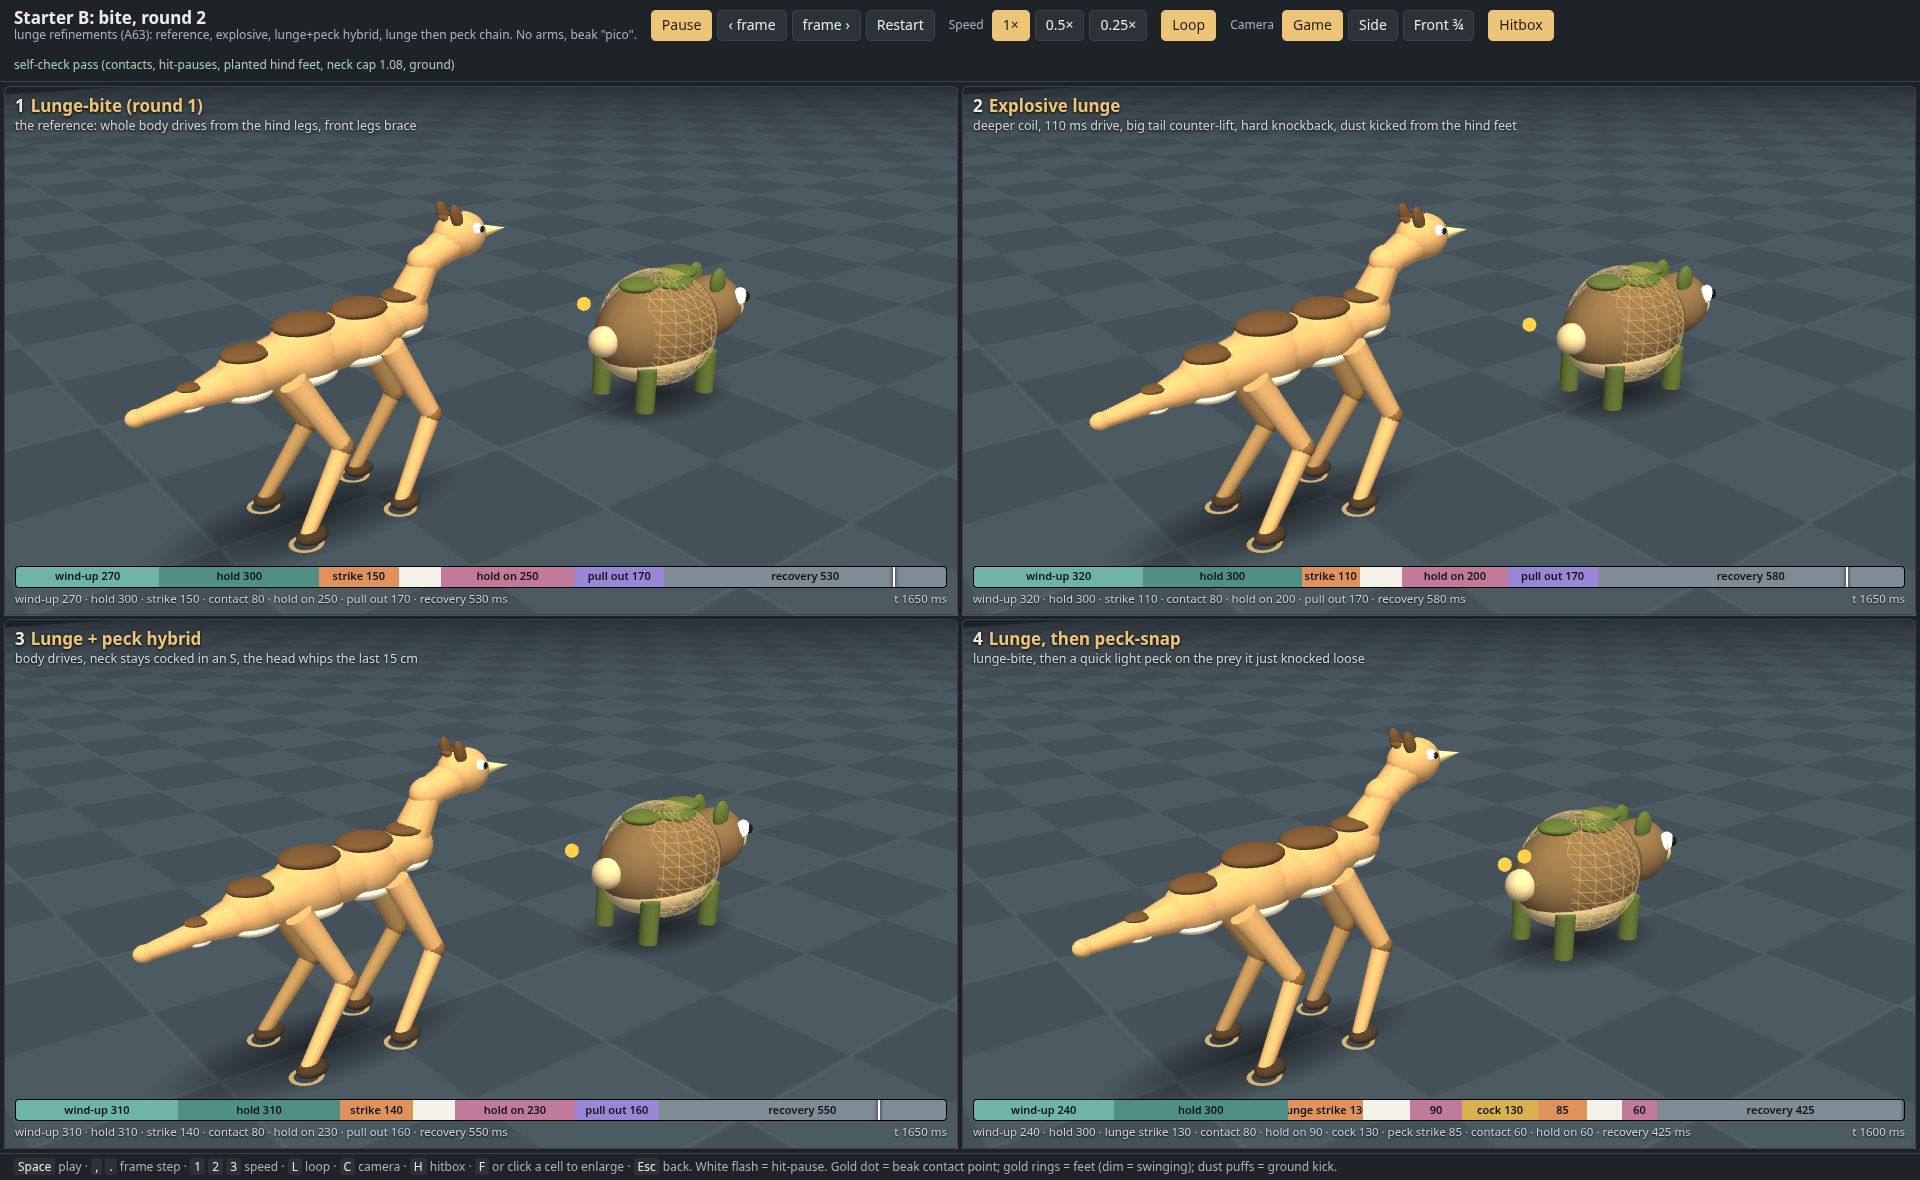 Starter B: bite, round 2
lunge refinements (A63): reference, explosive, lunge+peck hybrid, lunge then peck chain. No arms, beak "pico".
Pause ‹ frame frame › Restart Speed 1× 0.5× 0.25× Loop Camera Game Side Front ¾ Hitbox
self-check pass (contacts, hit-pauses, planted hind feet, neck cap 1.08, ground)
1 Lunge-bite (round 1)
the reference: whole body drives from the hind legs, front legs brace
wind-up 270 hold 300 strike 150 hold on 250 pull out 170 recovery 530
wind-up 270 · hold 300 · strike 150 · contact 80 · hold on 250 · pull out 170 · recovery 530 ms t 1650 ms
2 Explosive lunge
deeper coil, 110 ms drive, big tail counter-lift, hard knockback, dust kicked from the hind feet
wind-up 320 hold 300 strike 110 hold on 200 pull out 170 recovery 580
wind-up 320 · hold 300 · strike 110 · contact 80 · hold on 200 · pull out 170 · recovery 580 ms t 1650 ms
3 Lunge + peck hybrid
body drives, neck stays cocked in an S, the head whips the last 15 cm
wind-up 310 hold 310 strike 140 hold on 230 pull out 160 recovery 550
wind-up 310 · hold 310 · strike 140 · contact 80 · hold on 230 · pull out 160 · recovery 550 ms t 1650 ms
4 Lunge, then peck-snap
lunge-bite, then a quick light peck on the prey it just knocked loose
wind-up 240 hold 300 unge strike 13 90 cock 130 85 60 recovery 425
wind-up 240 · hold 300 · lunge strike 130 · contact 80 · hold on 90 · cock 130 · peck strike 85 · contact 60 · hold on 60 · recovery 425 ms t 1600 ms
Space play · , . frame step · 1 2 3 speed · L loop · C camera · H hitbox · F or click a cell to enlarge · Esc back. White flash = hit-pause. Gold dot = beak contact point; gold rings = feet (dim = swinging); dust puffs = ground kick.